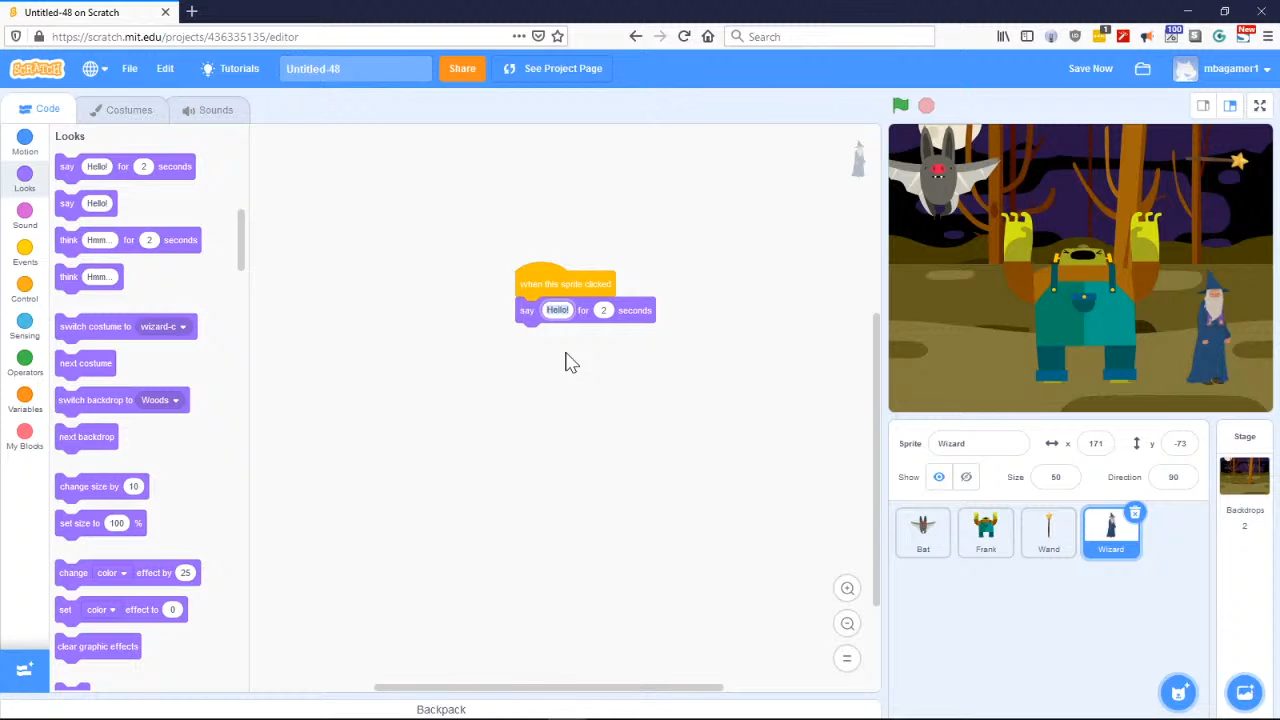 Untitled-48 on Scratch
https://scratch.mit.edu/projects/436335135/editor
Search
1
100
New
SCRATCH
File
Edit
Tutorials
Untitled-48
Share
See Project Page
Save Now
mbagamer1
Code
Costumes
Sounds
Motion
Looks
Sound
Events
Control
Sensing
Operators
Variables
My Blocks
Looks
say Hello! for 2 seconds
say Hello!
think Hmm... for 2 seconds
think Hmm...
switch costume to wizard-c
next costume
switch backdrop to Woods
next backdrop
change size by 10
set size to 100 %
change color effect by 25
set color effect to 0
clear graphic effects
when this sprite clicked
say Hello! for 2 seconds
Backpack
Sprite Wizard x 171 y -73
Show Size 50 Direction 90
Bat
Frank
Wand
Wizard
Stage
Backdrops
2